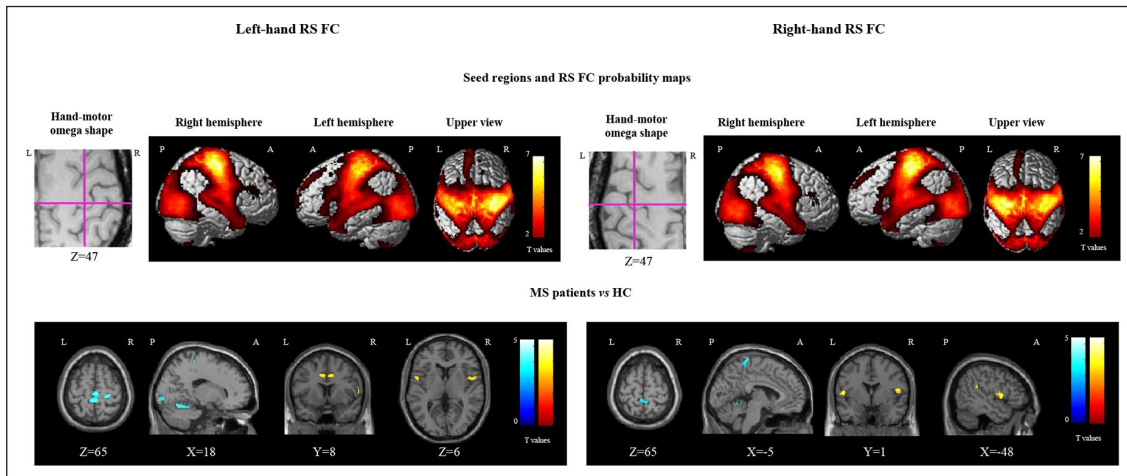 Left-hand RS FC Right-hand RS FC
Seed regions and RS FC probability maps
Hand-motor
omega shape
Right hemisphere Left hemisphere Upper view
L R
P A A P L R
7
2
T values
Z=47
Hand-motor
omega shape
Right hemisphere Left hemisphere Upper view
L R
P A A P L R
7
2
T values
Z=47
MS patients vs HC
L R P A L R L R
5
0
T values
Z=65 X=18 Y=8 Z=6
L R P A L R P A
5
0
T values
Z=65 X=-5 Y=1 X=-48